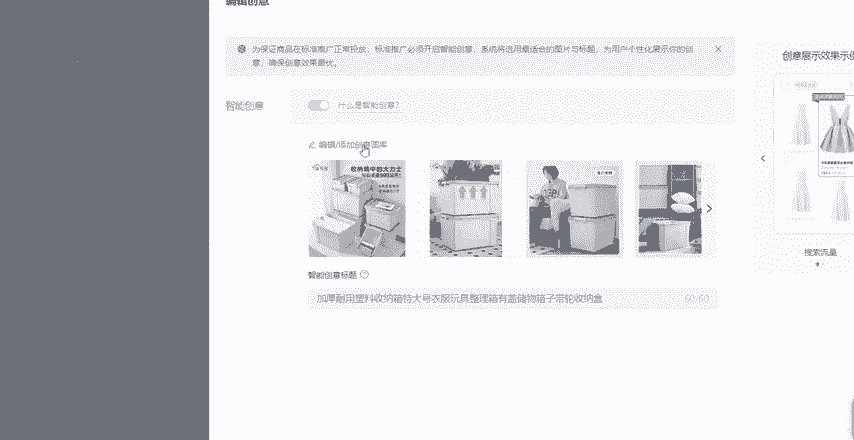 编辑创意
为保证商品在标准推广正常投放，标准推广必须开启智能创意，系统将选用最适合的图片与标题，为用户个性化展示你的创
意，确保创意效果最优。
创意展示效果示例
智能创意
什么是智能创意？
编辑/添加创意图库
收纳箱中的大力士
智能创意标题
加厚耐用塑料收纳箱特大号衣服玩具整理箱有盖储物箱子带轮收纳盒
60/60
搜索流量